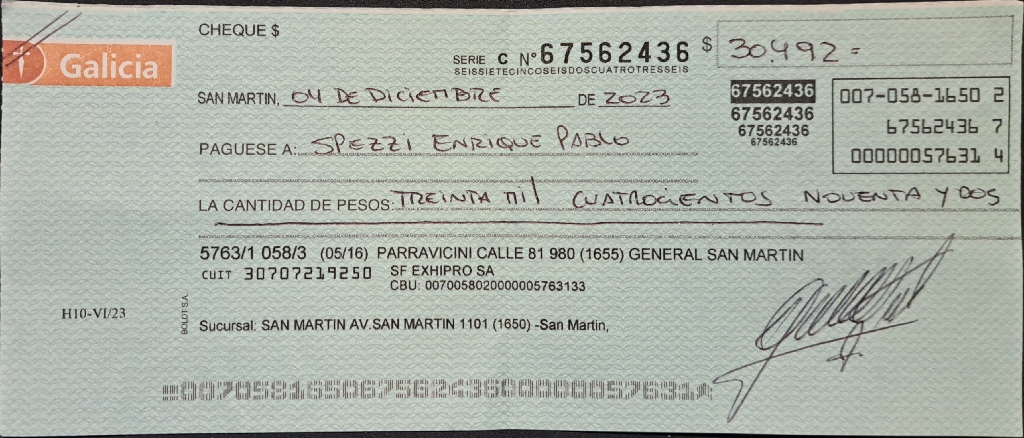 CHEQUE $
Galicia
SERIE C Nº 67562436 $ 30.492=
SEISSIETECINCOSEISDOSCUATROTRESSEIS
SAN MARTIN, 04 DE DICIEMBRE DE 2023
67562436
67562436
67562436
67562436
007-058-1650 2
67562436 7
00000057631 4
PAGUESE A: SPEZZI ENRIQUE PABLO
LA CANTIDAD DE PESOS: TREINTA mil CUATROCIENTOS NOVENTA Y DOS
5763/1 058/3 (05/16) PARRAVICINI CALLE 81 980 (1655) GENERAL SAN MARTIN
CUIT 30707219250 SF EXHIPRO SA
CBU: 0070058020000005763133
H10-VI/23
BOLDT S.A.
Sucursal: SAN MARTIN AV.SAN MARTIN 1101 (1650) -San Martin,